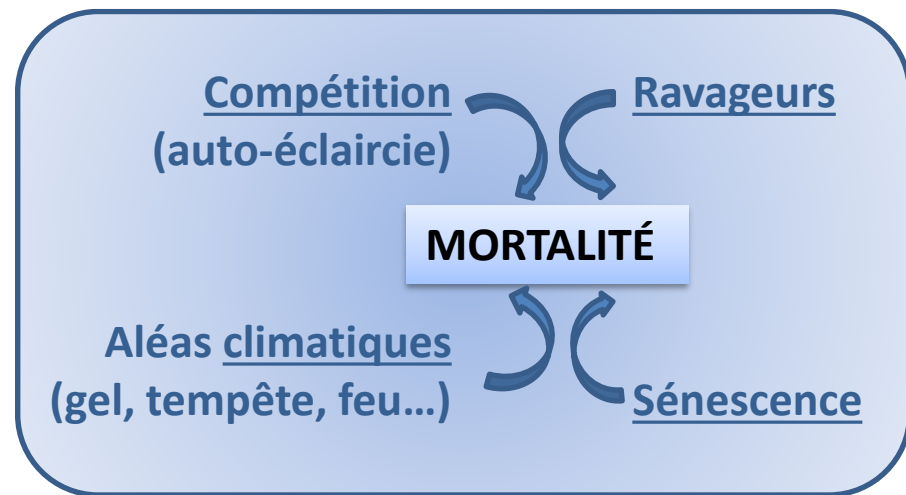 Compétition
(auto-éclaircie)
Ravageurs
MORTALITÉ
Aléas climatiques
(gel, tempête, feu…)
Sénescence